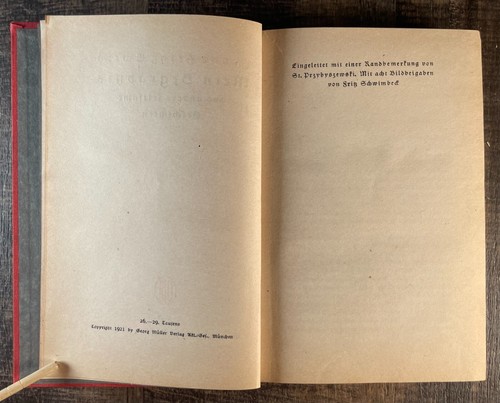 26.—29. Tausend
Copyright 1921 by Georg Müller Verlag Akt.-Ges., München
Eingeleitet mit einer Randbemerkung von
St. Przybyszewski. Mit acht Bildbeigaben
von Fritz Schwimbeck